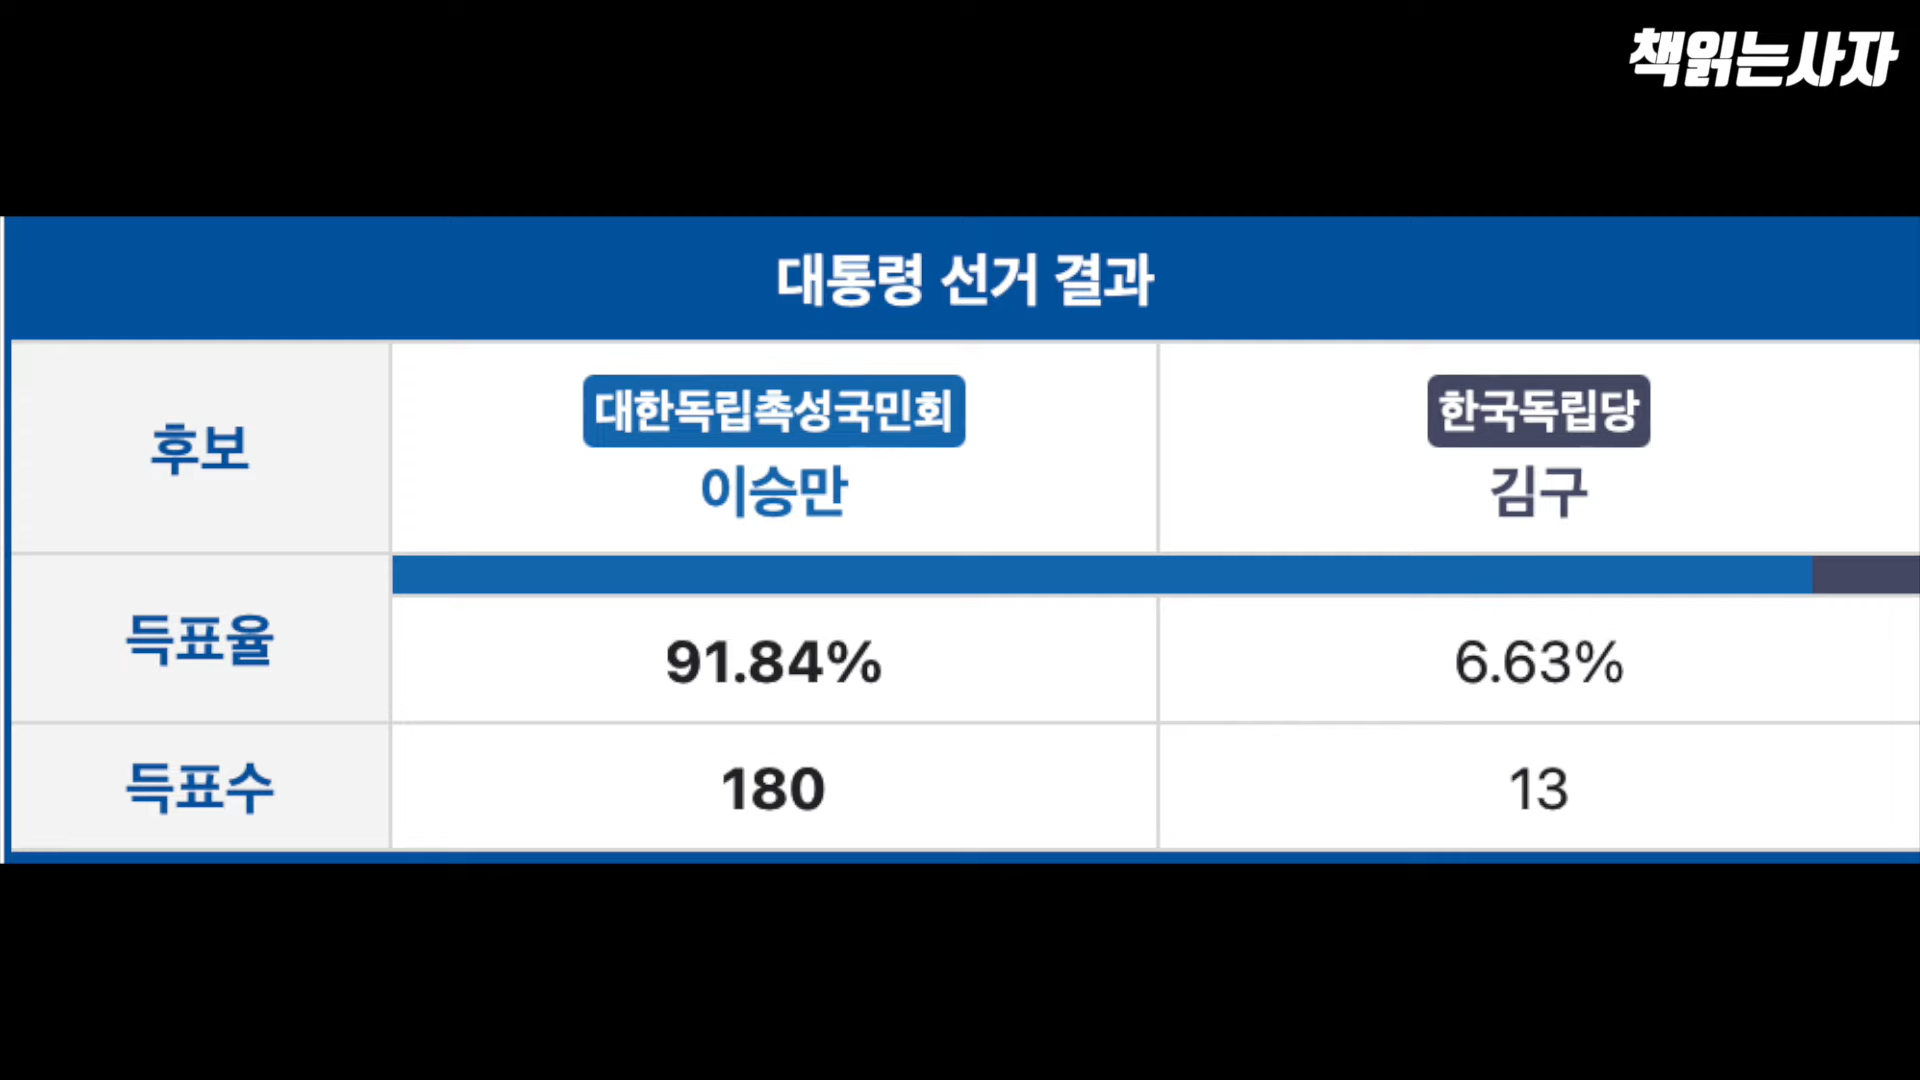 책읽는사자
대통령 선거 결과
후보
대한독립촉성국민회
이승만
한국독립당
김구
득표율
91.84%
6.63%
득표수
180
13